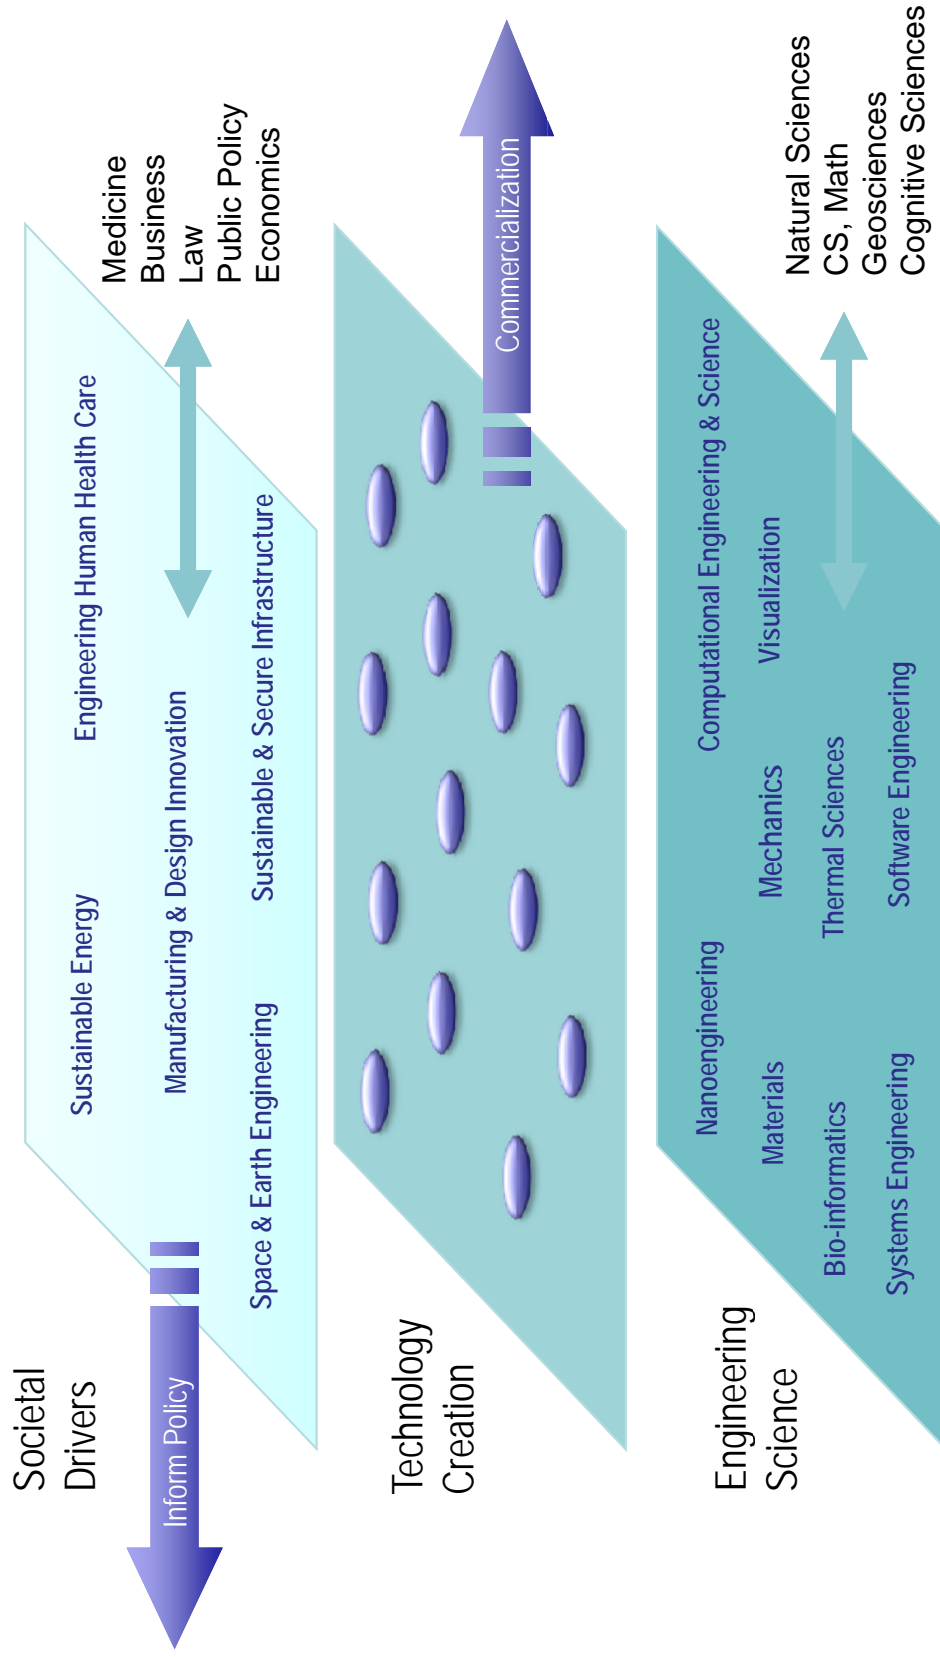 Societal
Drivers
Inform Policy
Sustainable Energy
Engineering Human Health Care
Manufacturing & Design Innovation
Space & Earth Engineering
Sustainable & Secure Infrastructure
Medicine
Business
Law
Public Policy
Economics
Technology
Creation
Commercialization
Engineering
Science
Nanoengineering
Computational Engineering & Science
Materials
Mechanics
Visualization
Bio-informatics
Thermal Sciences
Systems Engineering
Software Engineering
Natural Sciences
CS, Math
Geosciences
Cognitive Sciences